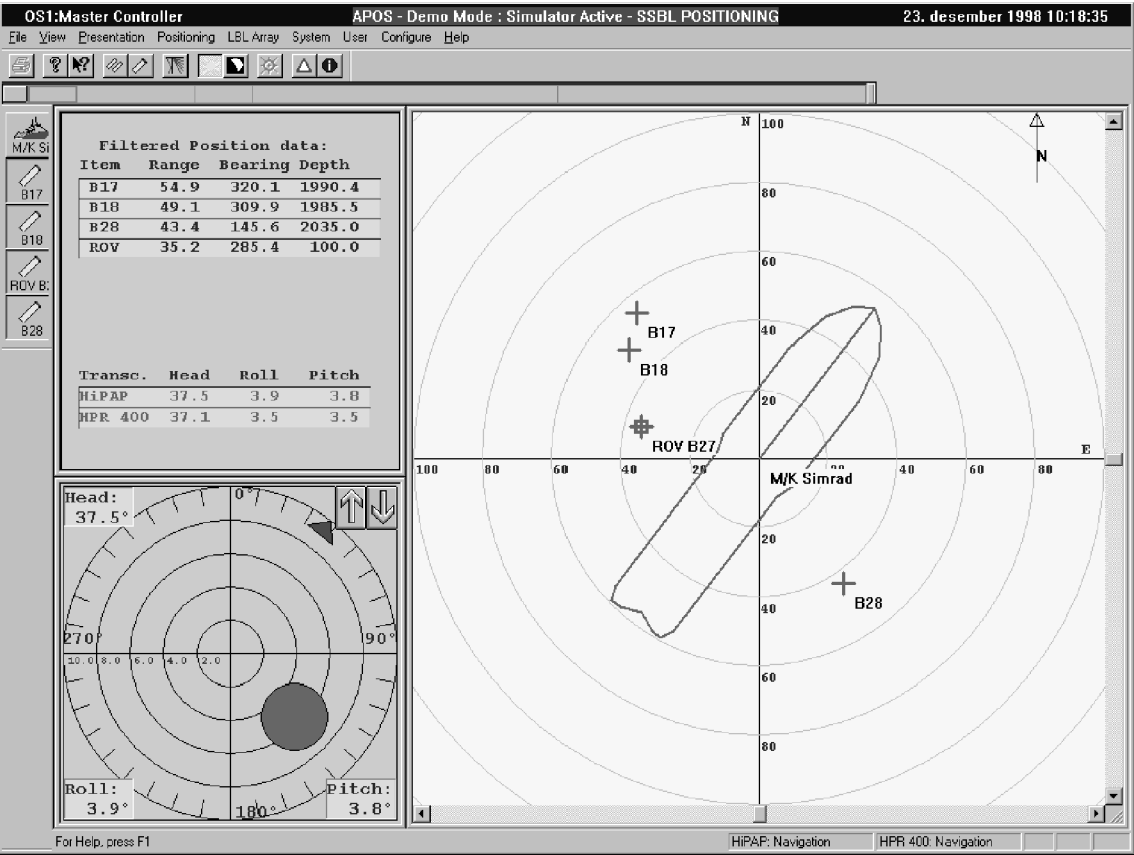 OS1:Master Controller APOS - Demo Mode : Simulator Active - SSBL POSITIONING 23. desember 1998 10:18:35
File View Presentation Positioning LBL Array System User Configure Help
M/K Si
B17
B18
ROV B
B28
Filtered Position data:
Item Range Bearing Depth
B17 54.9 320.1 1990.4
B18 49.1 309.9 1985.5
B28 43.4 145.6 2035.0
ROV 35.2 285.4 100.0
Transc. Head Roll Pitch
HiPAP 37.5 3.9 3.8
HPR 400 37.1 3.5 3.5
Head:
37.5°
0°
270°
90°
10.0 8.0 6.0 4.0 2.0
Roll:
3.9°
180°
Pitch:
3.8°
N 100
N
80
60
40
B17
B18
20
ROV B27
E
100 80 60 40 20 40 60 80
M/K Simrad
20
B28
40
60
80
For Help, press F1
HiPAP: Navigation HPR 400: Navigation